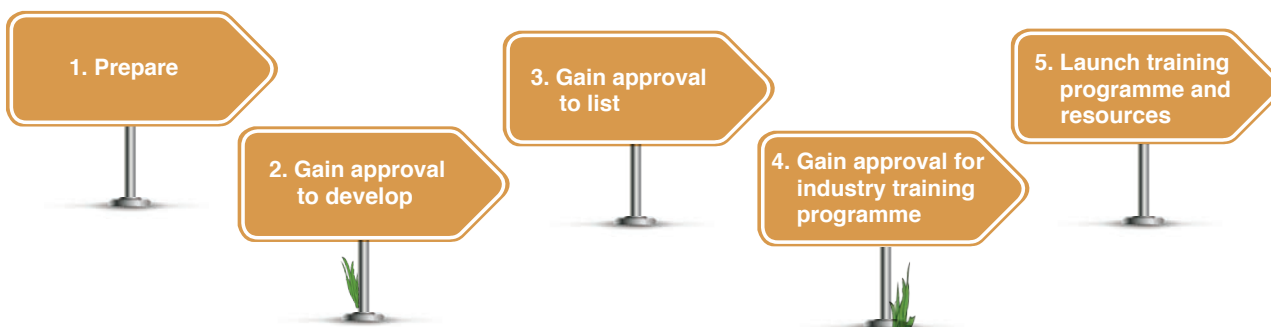 1. Prepare
2. Gain approval
to develop
3. Gain approval
to list
4. Gain approval for
industry training
programme
5. Launch training
programme and
resources